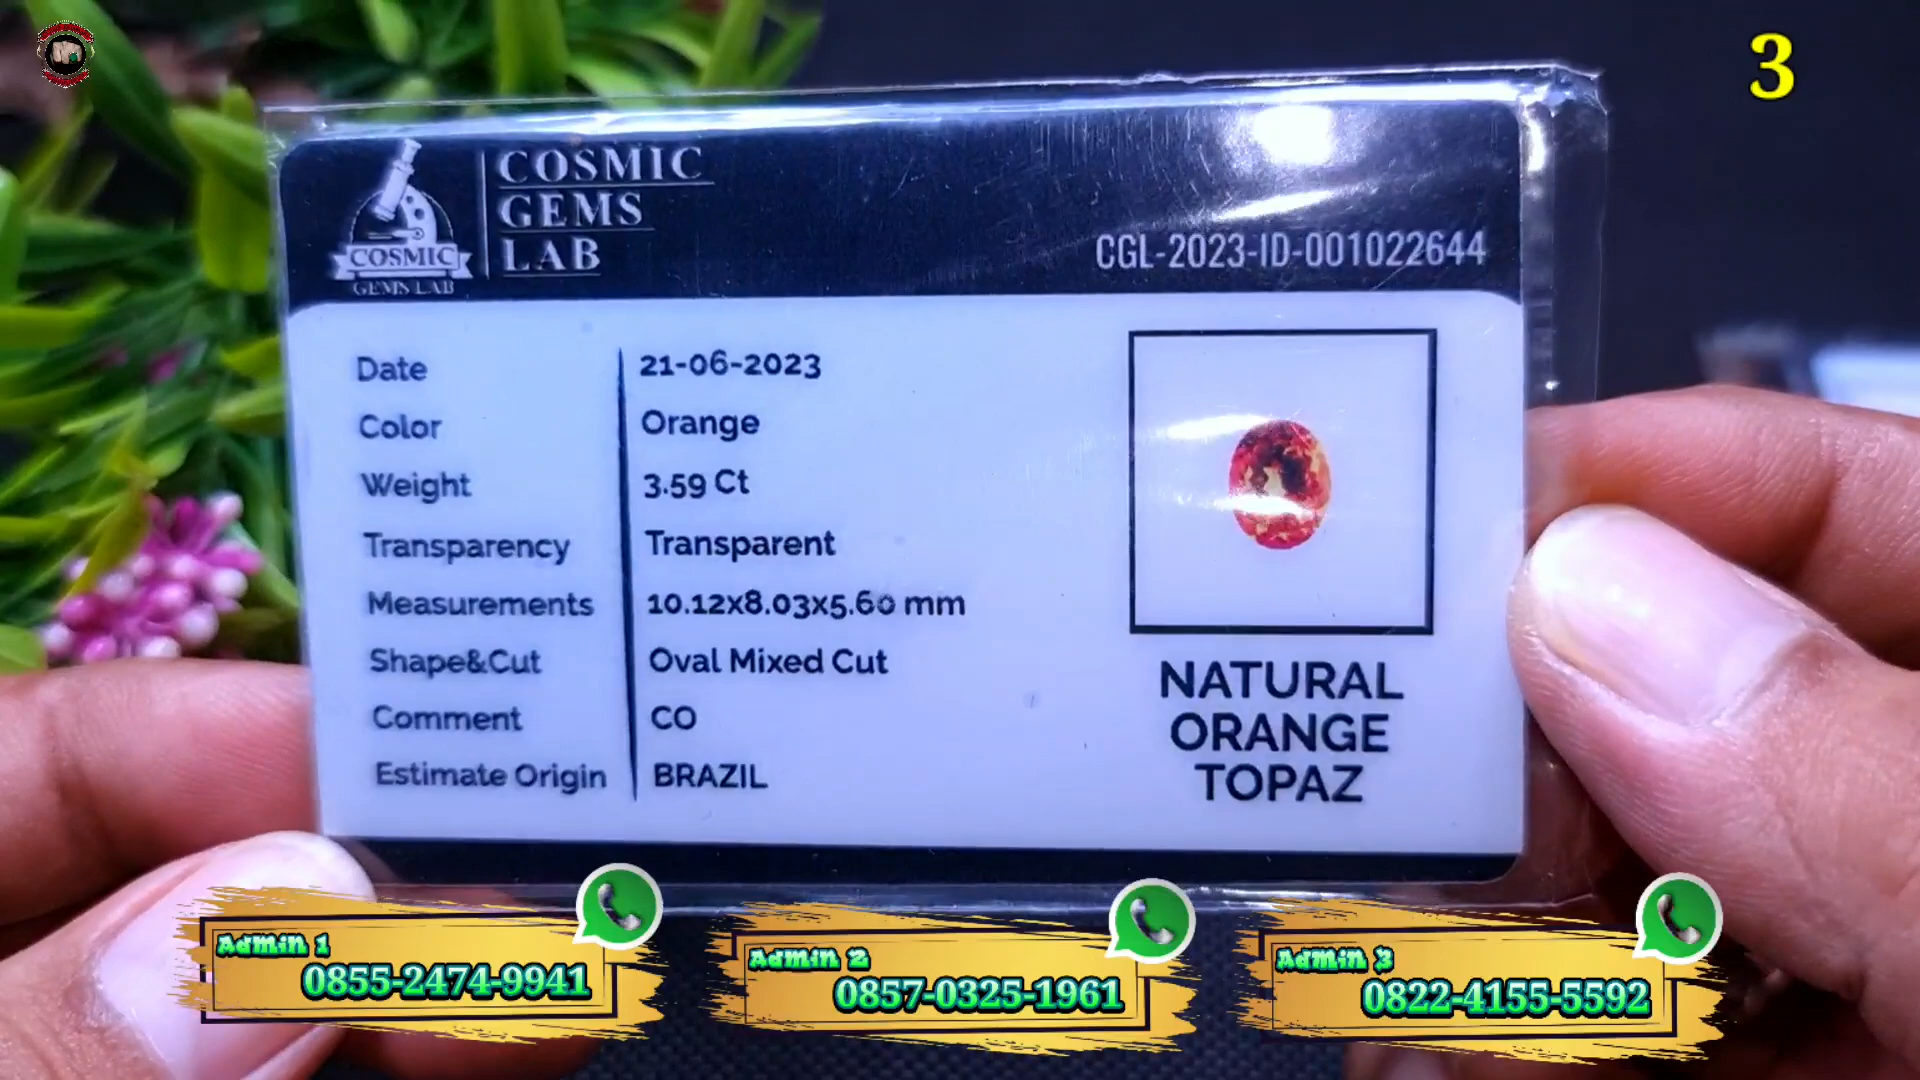 3
COSMIC
GEMS
LAB
COSMIC
GEMS LAB
CGL-2023-ID-001022644
Date 21-06-2023
Color Orange
Weight 3.59 Ct
Transparency Transparent
Measurements 10.12x8.03x5.60 mm
Shape&Cut Oval Mixed Cut
Comment CO
Estimate Origin BRAZIL
NATURAL
ORANGE
TOPAZ
Admin 1
0855-2474-9941
Admin 2
0857-0325-1961
Admin 3
0822-4155-5592